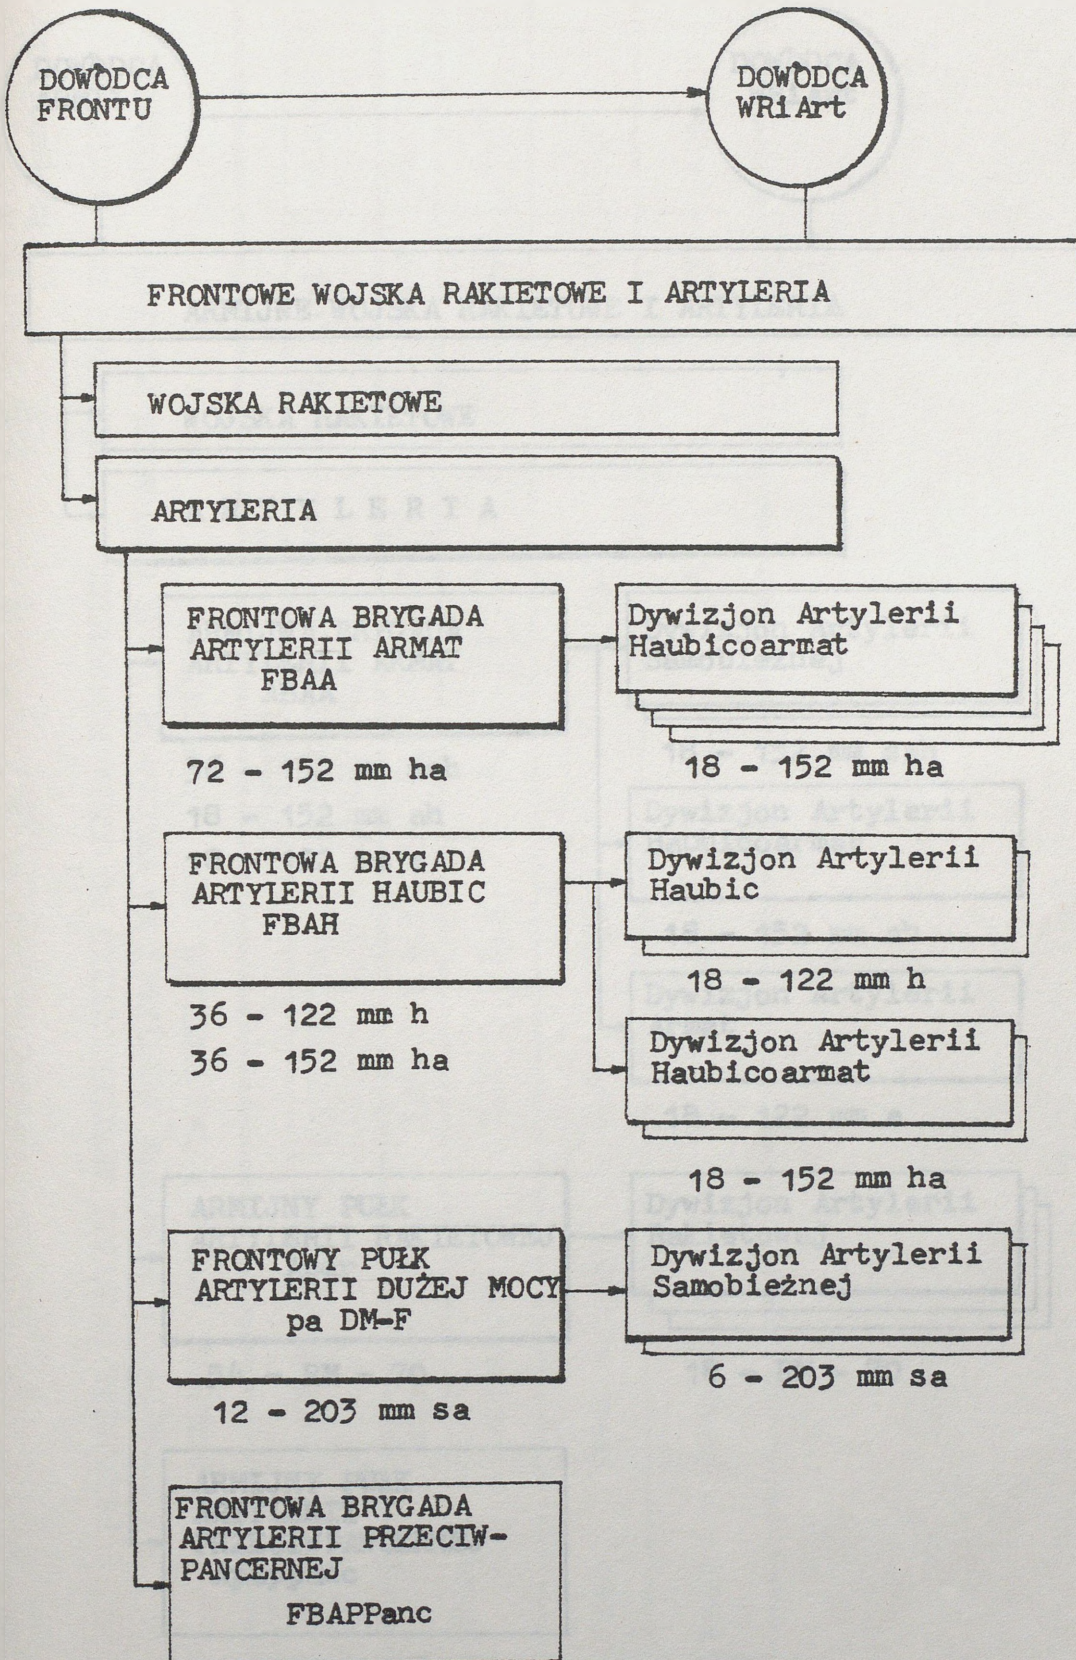 DOWÓDCA
FRONTU
DOWÓDCA
WRiArt
FRONTOWE WOJSKA RAKIETOWE I ARTYLERIA
WOJSKA RAKIETOWE
ARTYLERIA
FRONTOWA BRYGADA
ARTYLERII ARMAT
FBAA
72 - 152 mm ha
Dywizjon Artylerii
Haubicoarmat
18 - 152 mm ha
FRONTOWA BRYGADA
ARTYLERII HAUBIC
FBAH
36 - 122 mm h
36 - 152 mm ha
Dywizjon Artylerii
Haubic
18 - 122 mm h
Dywizjon Artylerii
Haubicoarmat
18 - 152 mm ha
FRONTOWY PUŁK
ARTYLERII DUŻEJ MOCY
pa DM-F
12 - 203 mm sa
Dywizjon Artylerii
Samobieżnej
6 - 203 mm sa
FRONTOWA BRYGADA
ARTYLERII PRZECIW-
PANCERNEJ
FBAPPanc